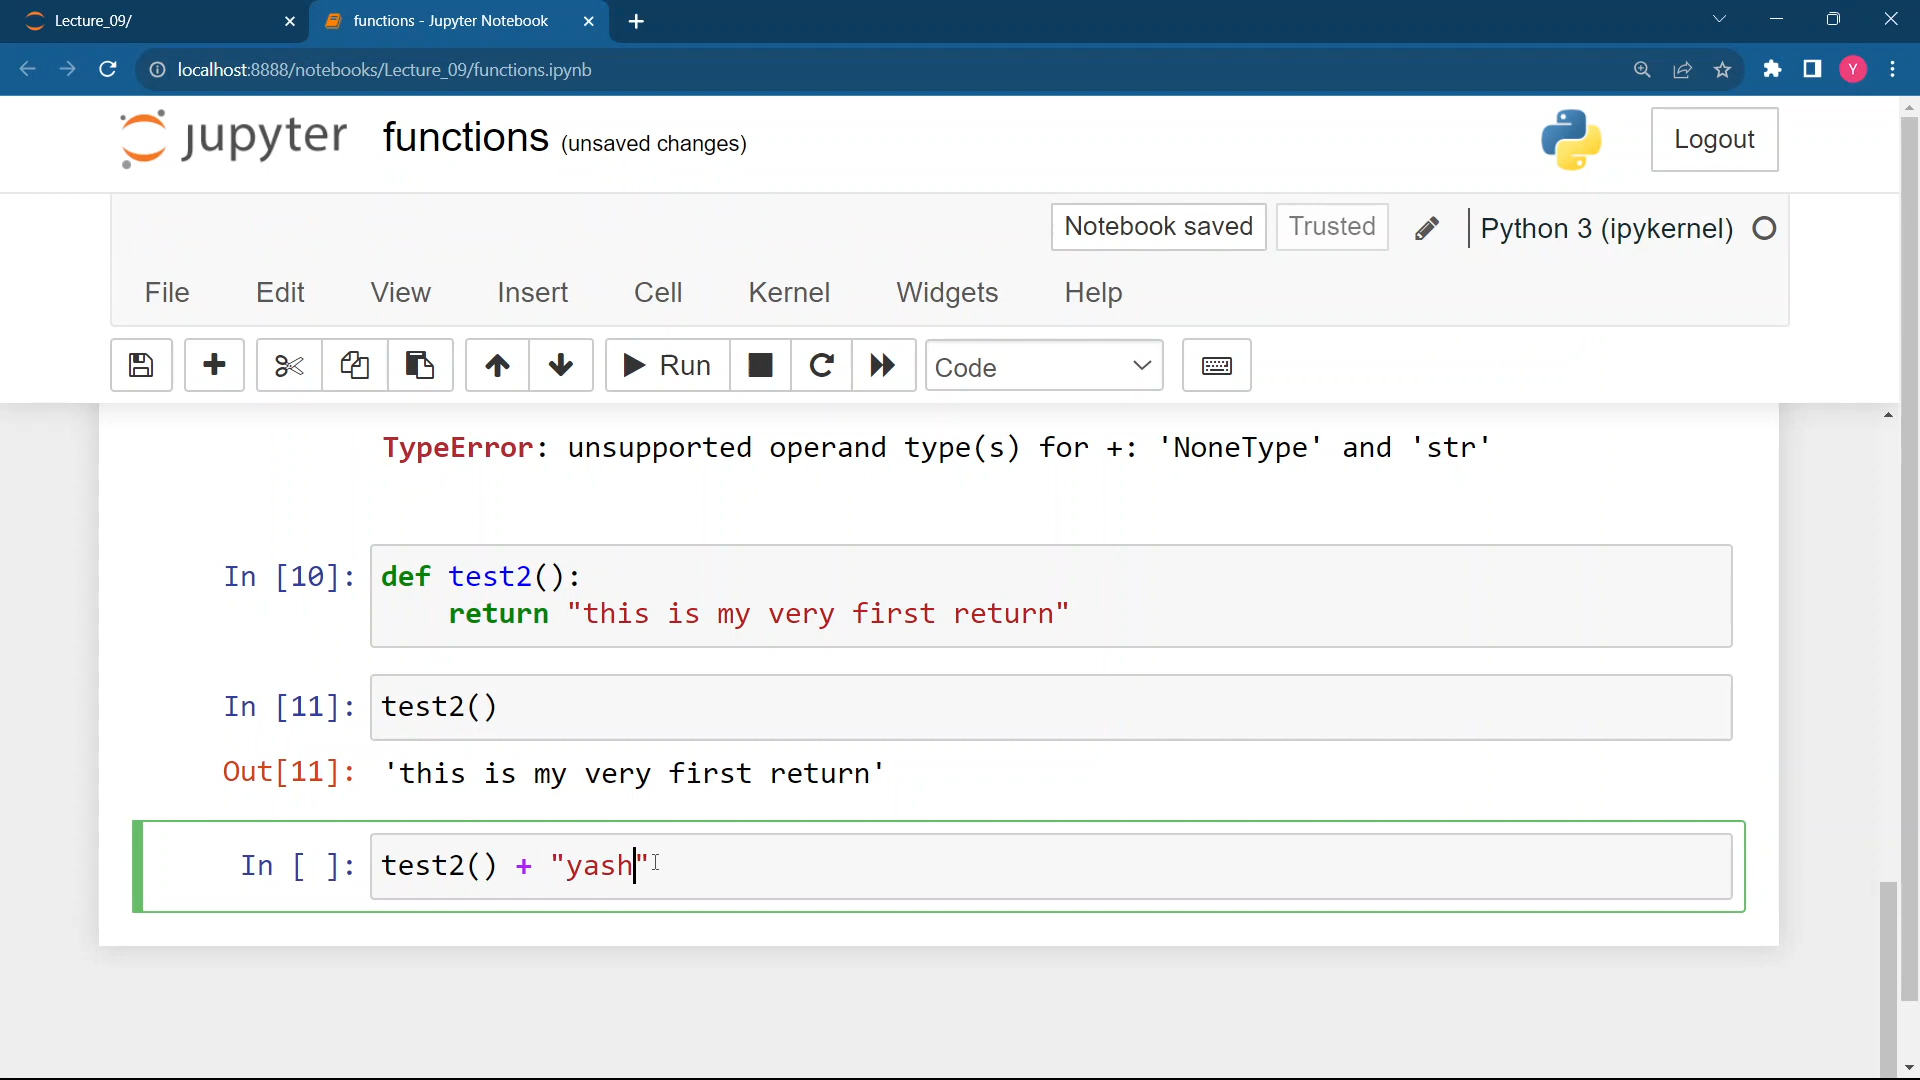 Lecture_09/
functions - Jupyter Notebook
localhost:8888/notebooks/Lecture_09/functions.ipynb
Y
jupyter functions (unsaved changes)
Logout
Notebook saved Trusted Python 3 (ipykernel)
File Edit View Insert Cell Kernel Widgets Help
Run Code
TypeError: unsupported operand type(s) for +: 'NoneType' and 'str'
In [10]: def test2():
return "this is my very first return"
In [11]: test2()
Out[11]: 'this is my very first return'
In [ ]: test2() + "yash"